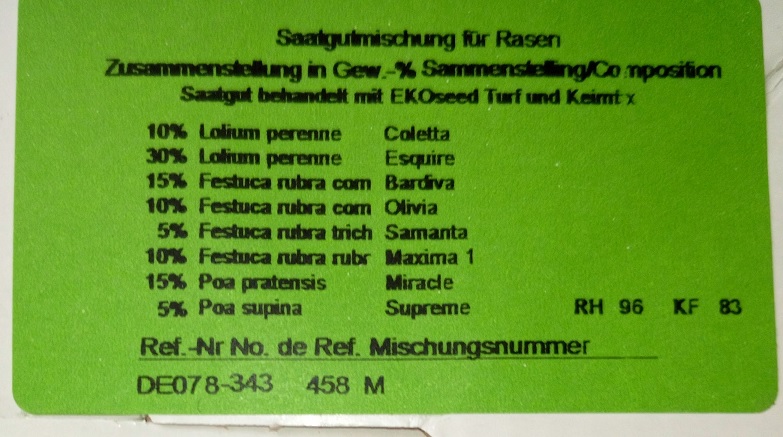 Saatgutmischung für Rasen
Zusammenstellung in Gew.-% Sammenstelling/Composition
Saatgut behandelt mit EKOseed Turf und Keimt x
10% Lolium perenne Coletta
30% Lolium perenne Esquire
15% Festuca rubra com Bardiva
10% Festuca rubra com Olivia
5% Festuca rubra trich Samanta
10% Festuca rubra rubr Maxima 1
15% Poa pratensis Miracle
5% Poa supina Supreme RH 96 KF 83
Ref.-Nr No. de Ref. Mischungsnummer
DE078-343 458 M